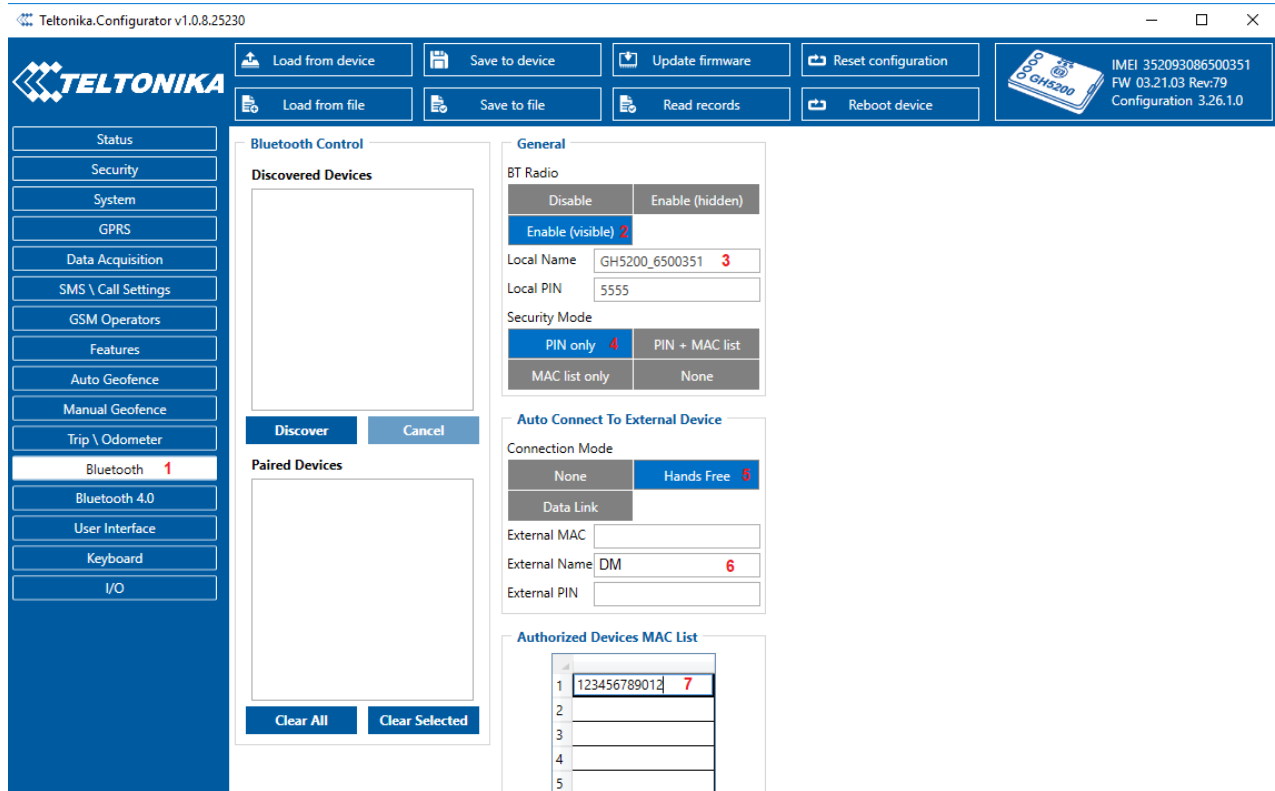 Teltonika.Configurator v1.0.8.25230
TELTONIKA
Load from device
Save to device
Update firmware
Reset configuration
Load from file
Save to file
Read records
Reboot device
GH5200
IMEI 352093086500351
FW 03.21.03 Rev:79
Configuration 3.26.1.0
Status
Security
System
GPRS
Data Acquisition
SMS \ Call Settings
GSM Operators
Features
Auto Geofence
Manual Geofence
Trip \ Odometer
Bluetooth 1
Bluetooth 4.0
User Interface
Keyboard
I/O
Bluetooth Control
Discovered Devices
Discover Cancel
Paired Devices
Clear All Clear Selected
General
BT Radio
Disable Enable (hidden)
Enable (visible) 2
Local Name GH5200_6500351 3
Local PIN 5555
Security Mode
PIN only 4 PIN + MAC list
MAC list only None
Auto Connect To External Device
Connection Mode
None Hands Free 5
Data Link
External MAC
External Name DM 6
External PIN
Authorized Devices MAC List
1 123456789012 7
2
3
4
5